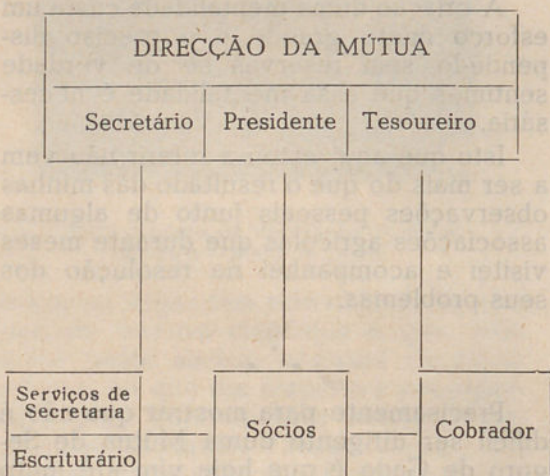 DIRECÇÃO DA MÚTUA
Secretário Presidente Tesoureiro
Serviços de
Secretaria
Escriturário
Sócios
Cobrador